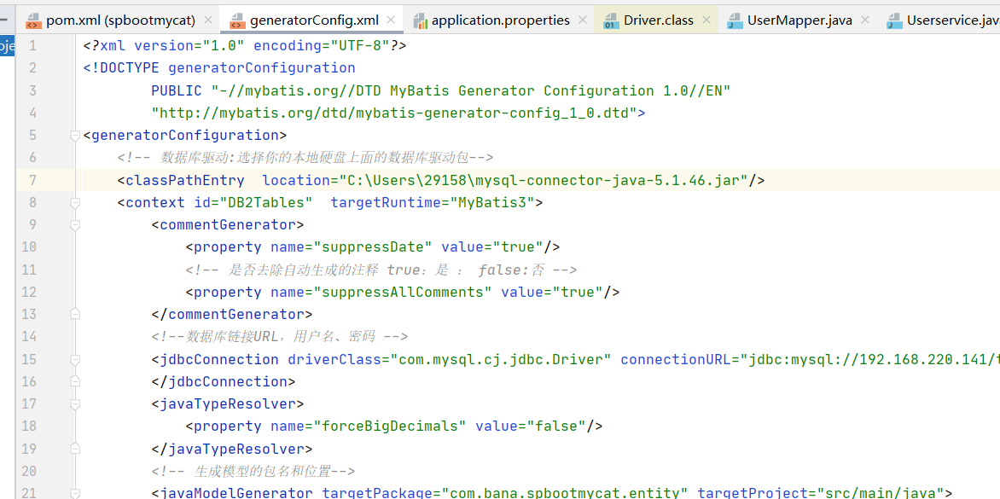 pom.xml (spbootmycat) generatorConfig.xml application.properties Driver.class UserMapper.java Userservice.jav
oje
1 <?xml version="1.0" encoding="UTF-8"?>
2 <!DOCTYPE generatorConfiguration
3 PUBLIC "-//mybatis.org//DTD MyBatis Generator Configuration 1.0//EN"
4 "http://mybatis.org/dtd/mybatis-generator-config_1_0.dtd">
5 <generatorConfiguration>
6 <!-- 数据库驱动:选择你的本地硬盘上面的数据库驱动包-->
7 <classPathEntry  location="C:\Users\29158\mysql-connector-java-5.1.46.jar"/>
8 <context id="DB2Tables"  targetRuntime="MyBatis3">
9 <commentGenerator>
10 <property name="suppressDate" value="true"/>
11 <!-- 是否去除自动生成的注释 true：是 ： false:否 -->
12 <property name="suppressAllComments" value="true"/>
13 </commentGenerator>
14 <!--数据库链接URL，用户名、密码 -->
15 <jdbcConnection driverClass="com.mysql.cj.jdbc.Driver" connectionURL="jdbc:mysql://192.168.220.141/t
16 </jdbcConnection>
17 <javaTypeResolver>
18 <property name="forceBigDecimals" value="false"/>
19 </javaTypeResolver>
20 <!-- 生成模型的包名和位置-->
21 <javaModelGenerator targetPackage="com.bana.spbootmycat.entity" targetProject="src/main/java">